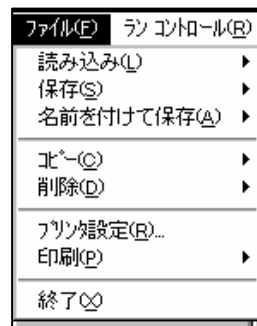 ﾌｧｲﾙ(F) ﾗﾝ ｺﾝﾄﾛｰﾙ(R)
読み込み(L)
保存(S)
名前を付けて保存(A)
ｺﾋﾟｰ(C)
削除(D)
ﾌﾟﾘﾝﾀ設定(R)...
印刷(P)
終了(X)